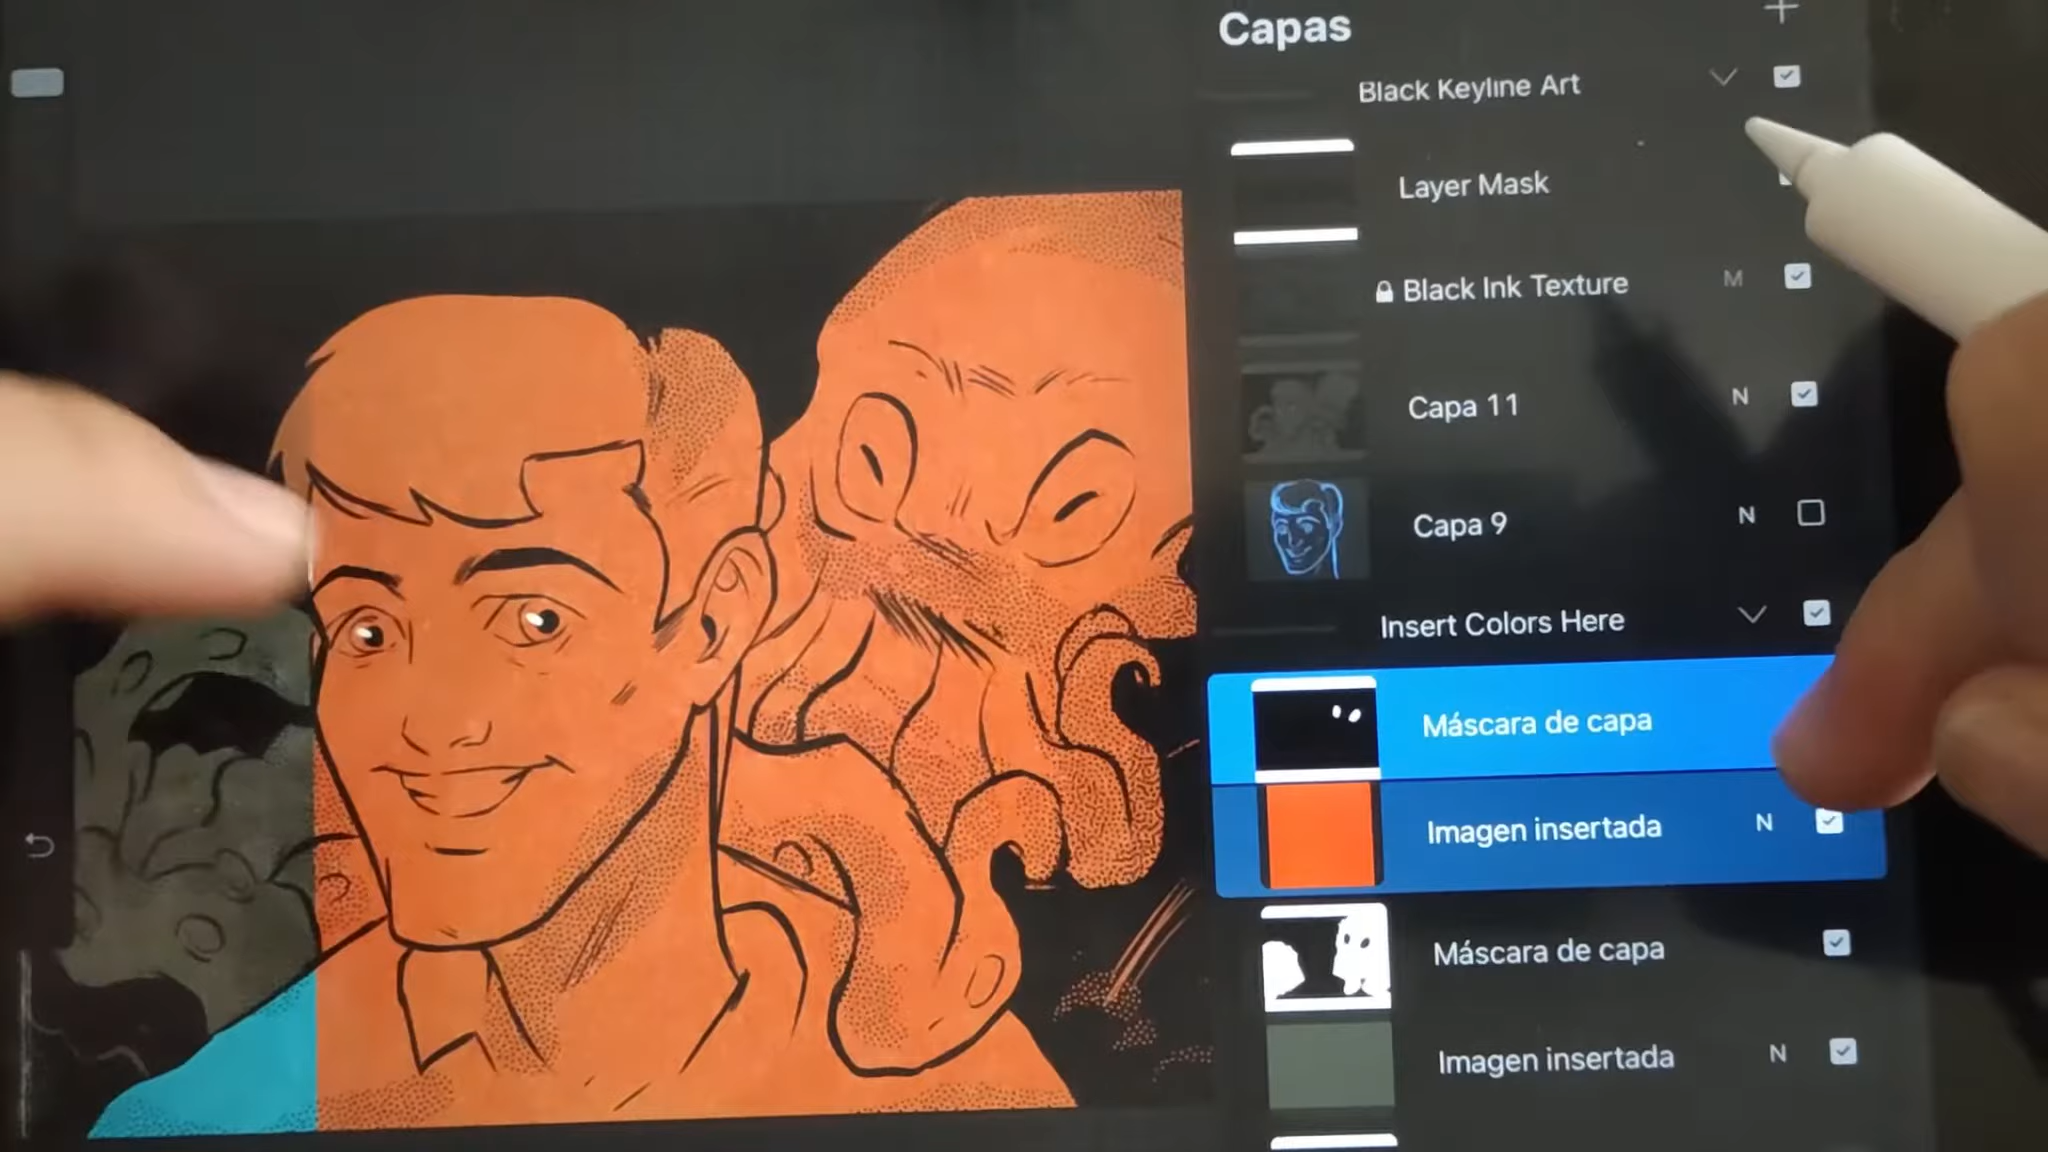 Capas
Black Keyline Art
Layer Mask
Black Ink Texture M
Capa 11 N
Capa 9 N
Insert Colors Here
Máscara de capa
Imagen insertada N
Máscara de capa
Imagen insertada N